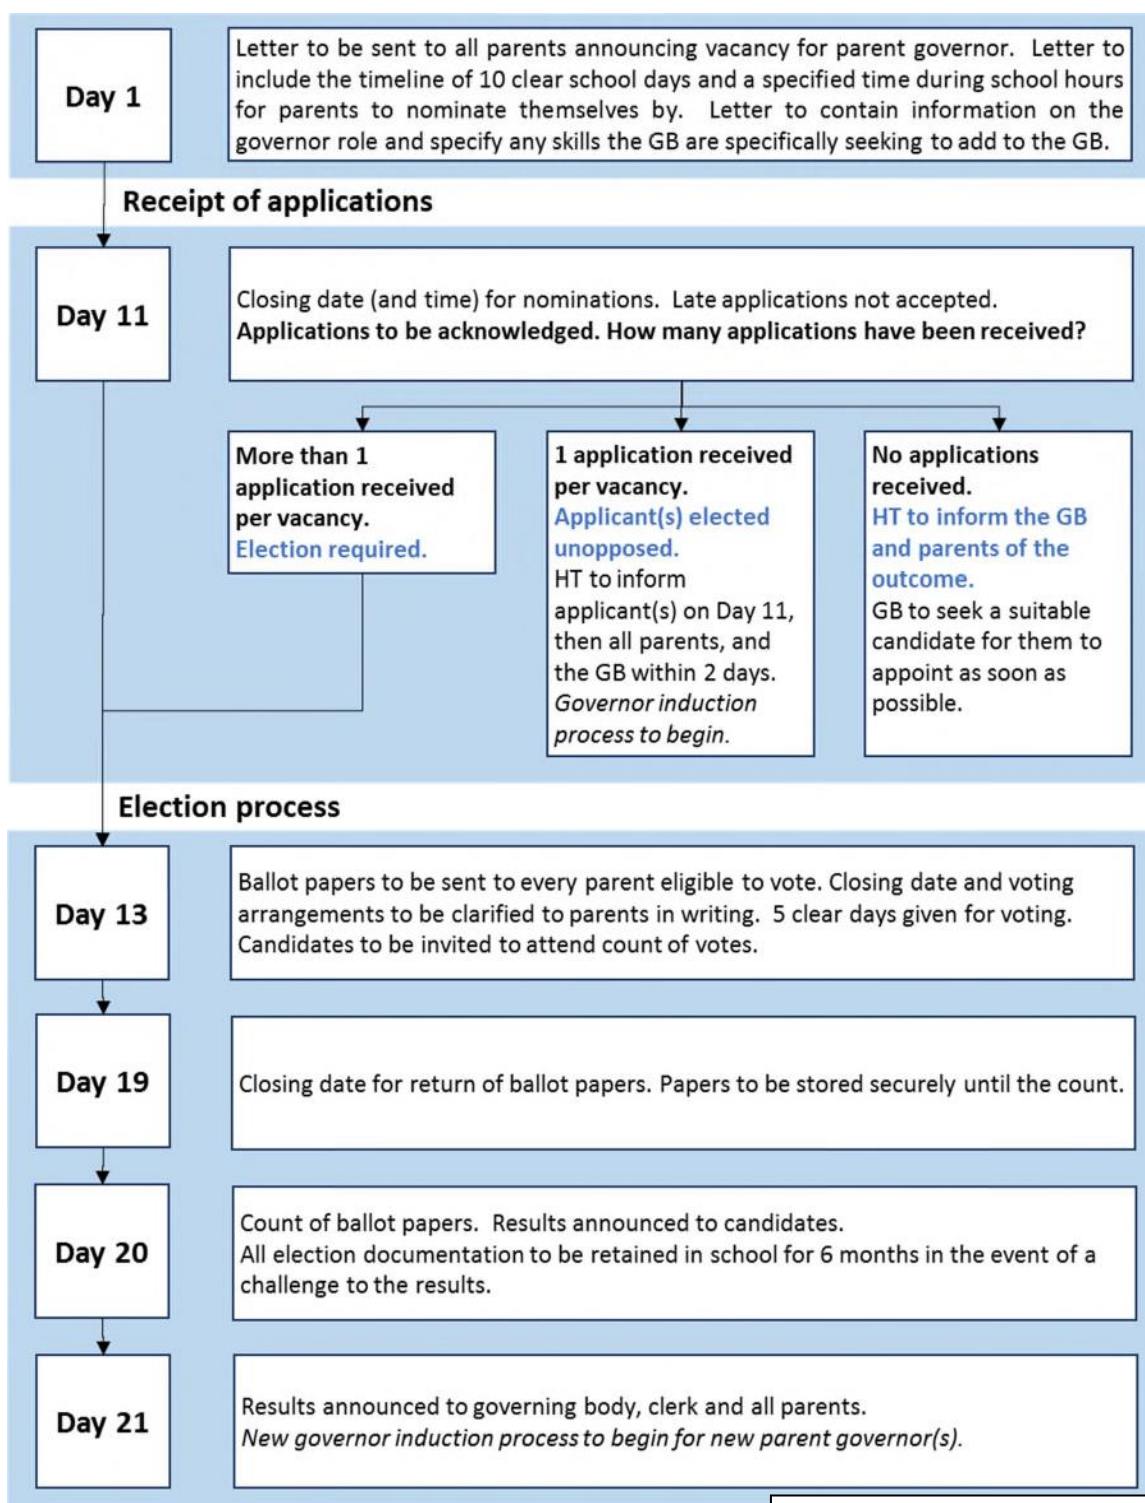 Day 1
Letter to be sent to all parents announcing vacancy for parent governor. Letter to
include the timeline of 10 clear school days and a specified time during school hours
for parents to nominate themselves by. Letter to contain information on the
governor role and specify any skills the GB are specifically seeking to add to the GB.
Receipt of applications
Day 11
Closing date (and time) for nominations. Late applications not accepted.
Applications to be acknowledged. How many applications have been received?
More than 1
application received
per vacancy.
Election required.
1 application received
per vacancy.
Applicant(s) elected
unopposed.
HT to inform
applicant(s) on Day 11,
then all parents, and
the GB within 2 days.
Governor induction
process to begin.
No applications
received.
HT to inform the GB
and parents of the
outcome.
GB to seek a suitable
candidate for them to
appoint as soon as
possible.
Election process
Day 13
Ballot papers to be sent to every parent eligible to vote. Closing date and voting
arrangements to be clarified to parents in writing. 5 clear days given for voting.
Candidates to be invited to attend count of votes.
Day 19
Closing date for return of ballot papers. Papers to be stored securely until the count.
Day 20
Count of ballot papers. Results announced to candidates.
All election documentation to be retained in school for 6 months in the event of a
challenge to the results.
Day 21
Results announced to governing body, clerk and all parents.
New governor induction process to begin for new parent governor(s).